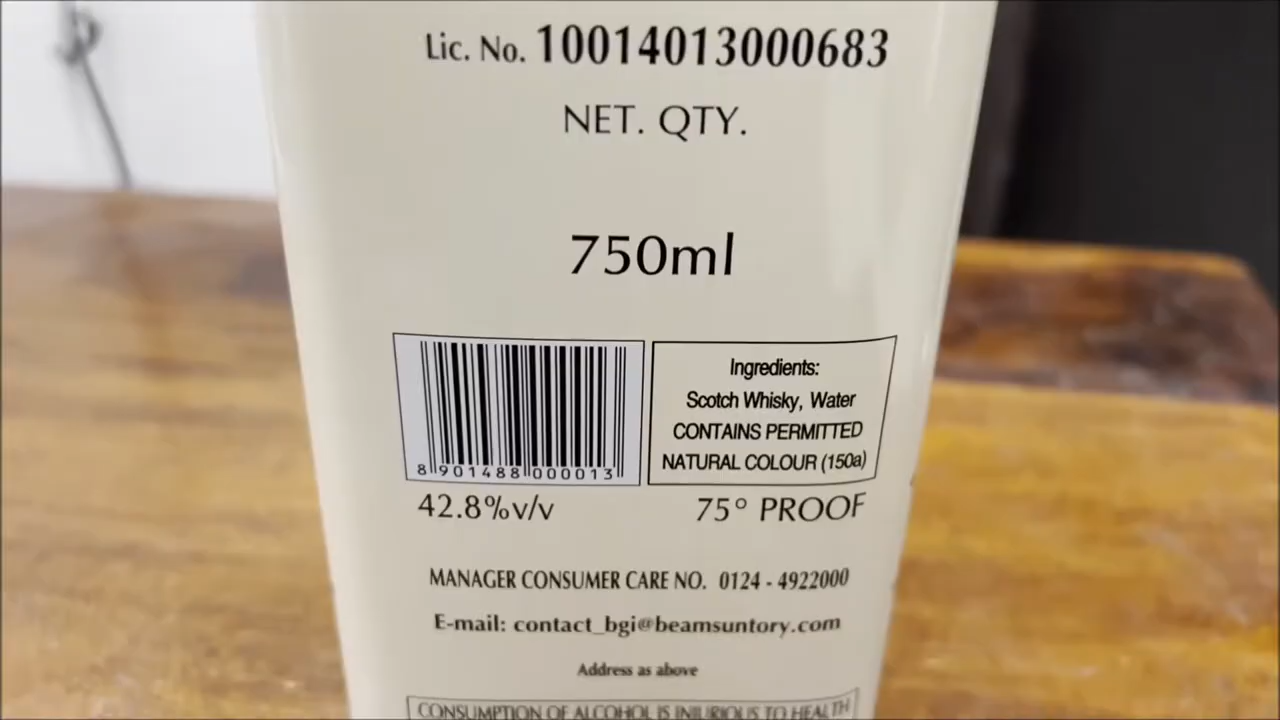 Lic. No. 10014013000683
NET. QTY.
750ml
Ingredients:
Scotch Whisky, Water
CONTAINS PERMITTED
NATURAL COLOUR (150a)
8 901488 000013
42.8%v/v 75° PROOF
MANAGER CONSUMER CARE NO. 0124 - 4922000
E-mail: contact_bgi@beamsuntory.com
Address as above
CONSUMPTION OF ALCOHOL IS INJURIOUS TO HEALTH